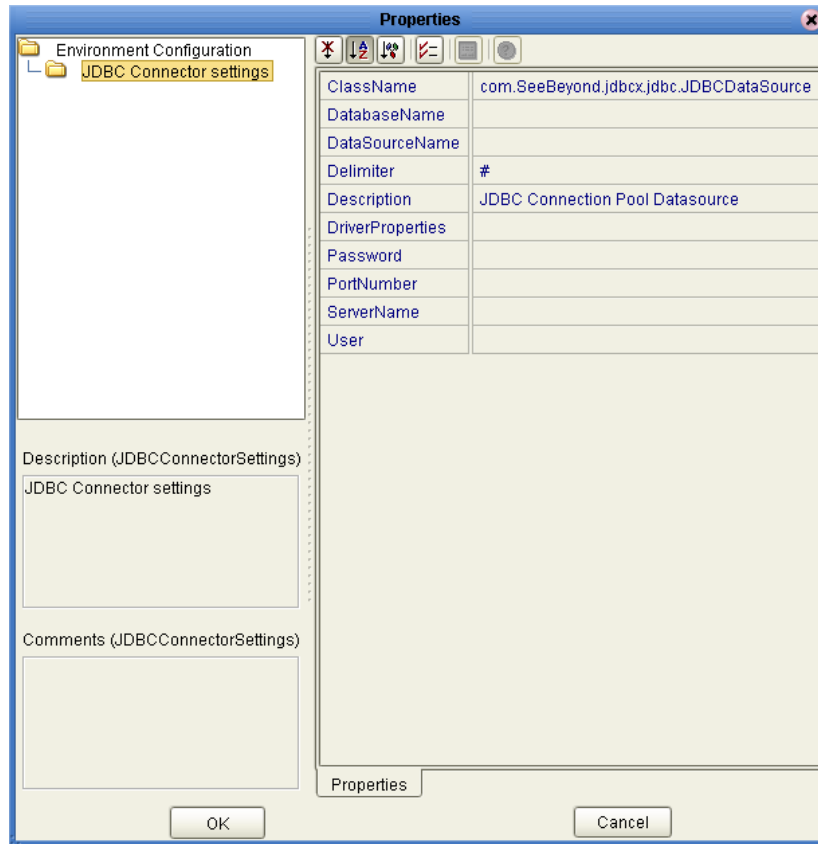 Properties
Environment Configuration
JDBC Connector settings
ClassName com.SeeBeyond.jdbcx.jdbc.JDBCDataSource
DatabaseName
DataSourceName
Delimiter #
Description JDBC Connection Pool Datasource
DriverProperties
Password
PortNumber
ServerName
User
Description (JDBCConnectorSettings)
JDBC Connector settings
Comments (JDBCConnectorSettings)
Properties
OK Cancel